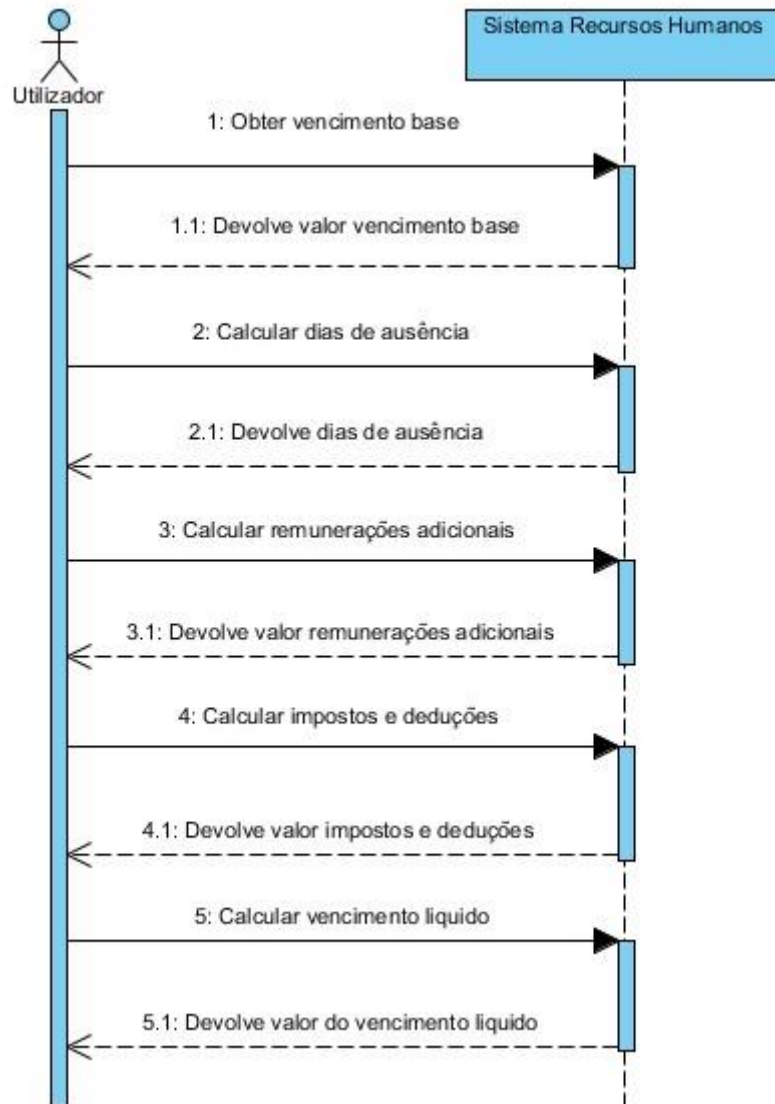 Sistema Recursos Humanos
Utilizador
1: Obter vencimento base
1.1: Devolve valor vencimento base
2: Calcular dias de ausência
2.1: Devolve dias de ausência
3: Calcular remunerações adicionais
3.1: Devolve valor remunerações adicionais
4: Calcular impostos e deduções
4.1: Devolve valor impostos e deduções
5: Calcular vencimento liquido
5.1: Devolve valor do vencimento liquido